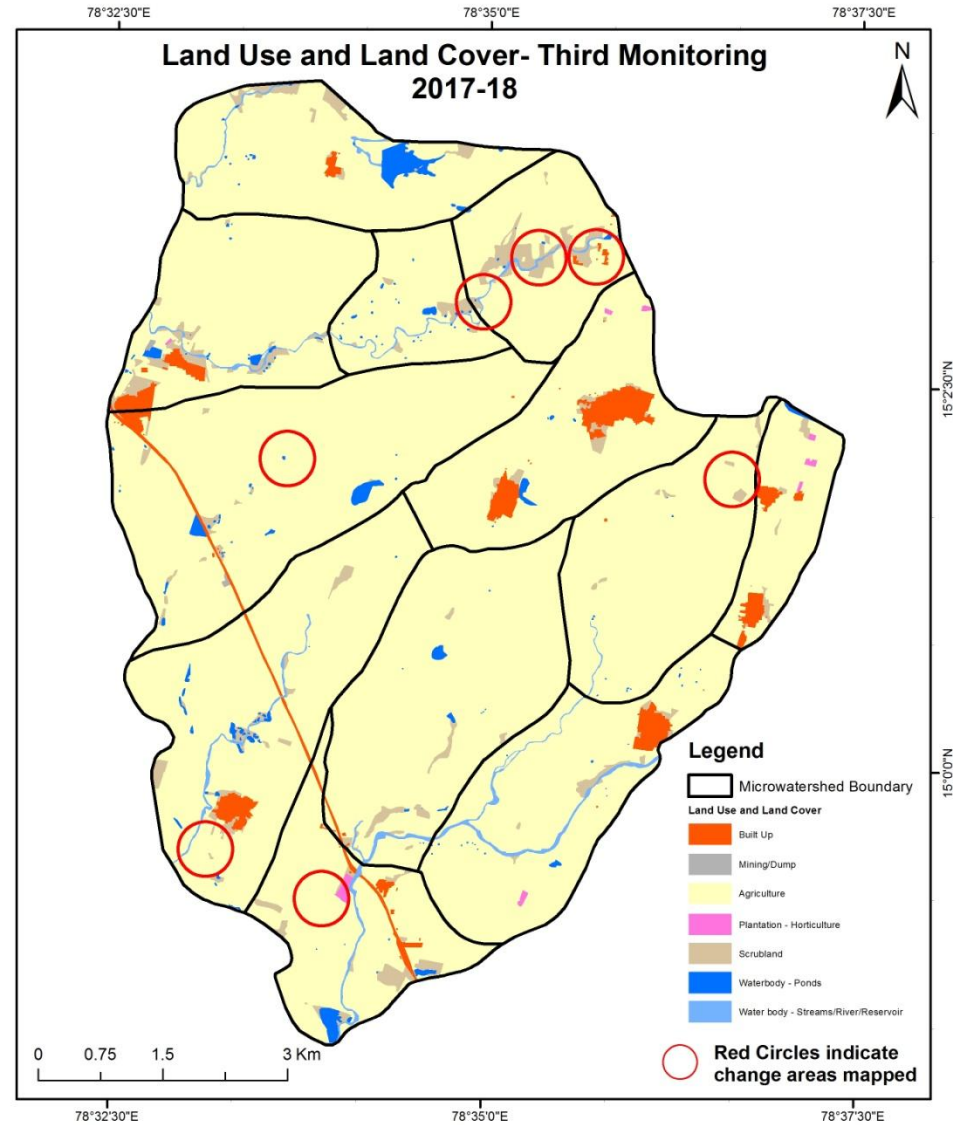 78°32'30"E 78°35'0"E 78°37'30"E
Land Use and Land Cover- Third Monitoring
2017-18
N
15°2'30"N
15°0'0"N
Legend
Microwatershed Boundary
Land Use and Land Cover
Built Up
Mining/Dump
Agriculture
Plantation - Horticulture
Scrubland
Waterbody - Ponds
Water body - Streams/River/Reservoir
Red Circles indicate
change areas mapped
0 0.75 1.5 3 Km
78°32'30"E 78°35'0"E 78°37'30"E